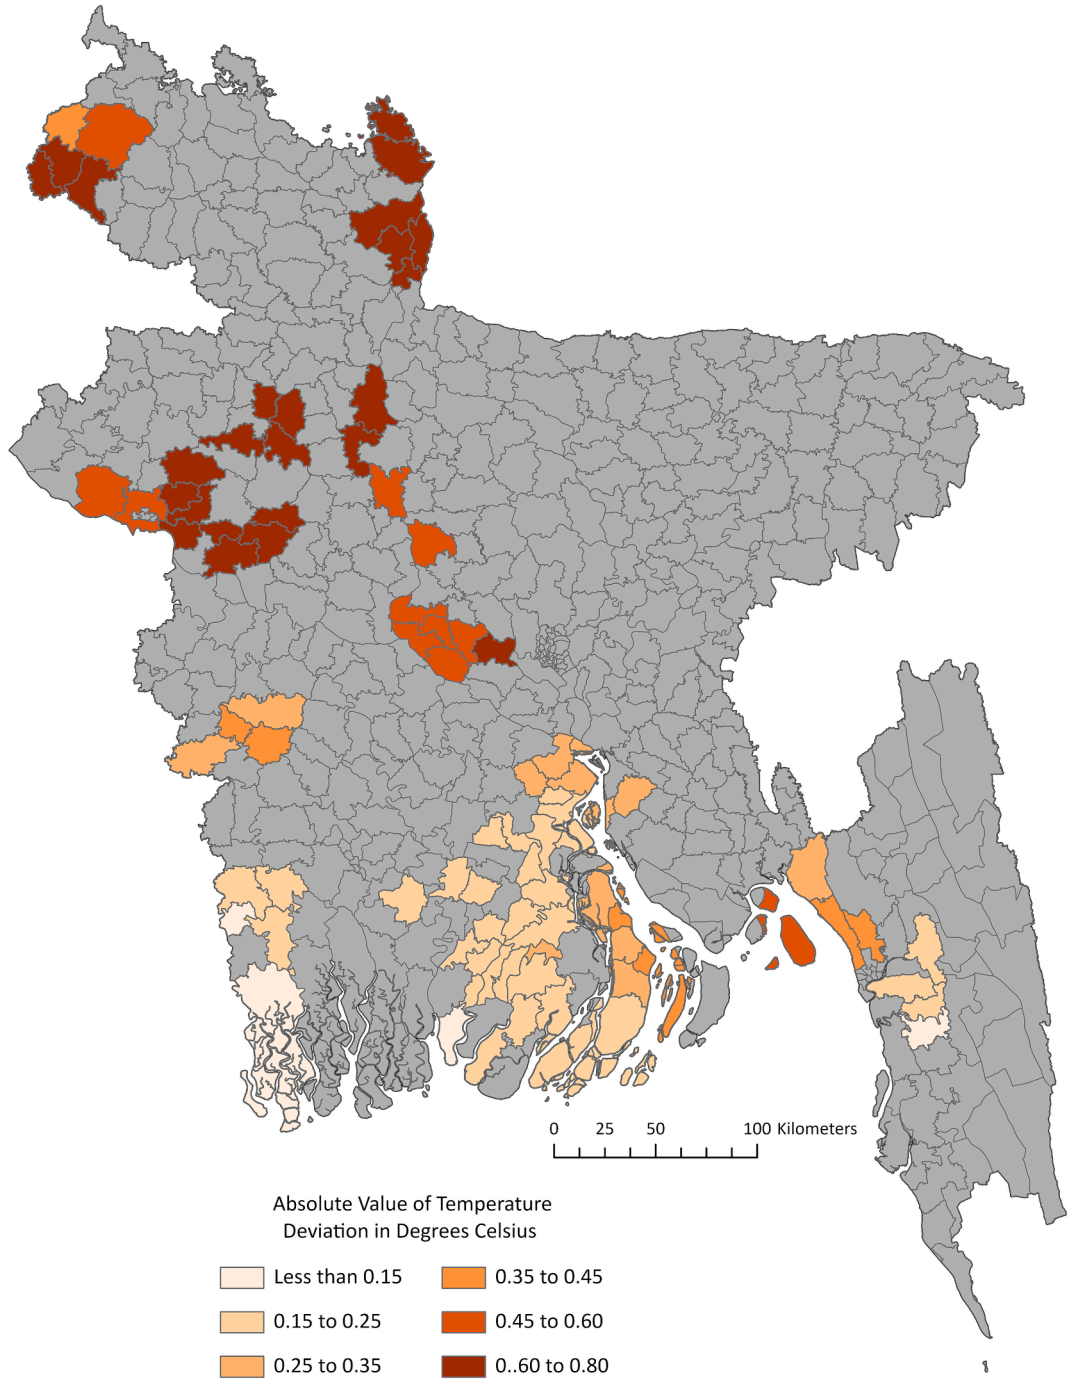 0 25 50 100 Kilometers
Absolute Value of Temperature
Deviation in Degrees Celsius
Less than 0.15
0.15 to 0.25
0.25 to 0.35
0.35 to 0.45
0.45 to 0.60
0..60 to 0.80